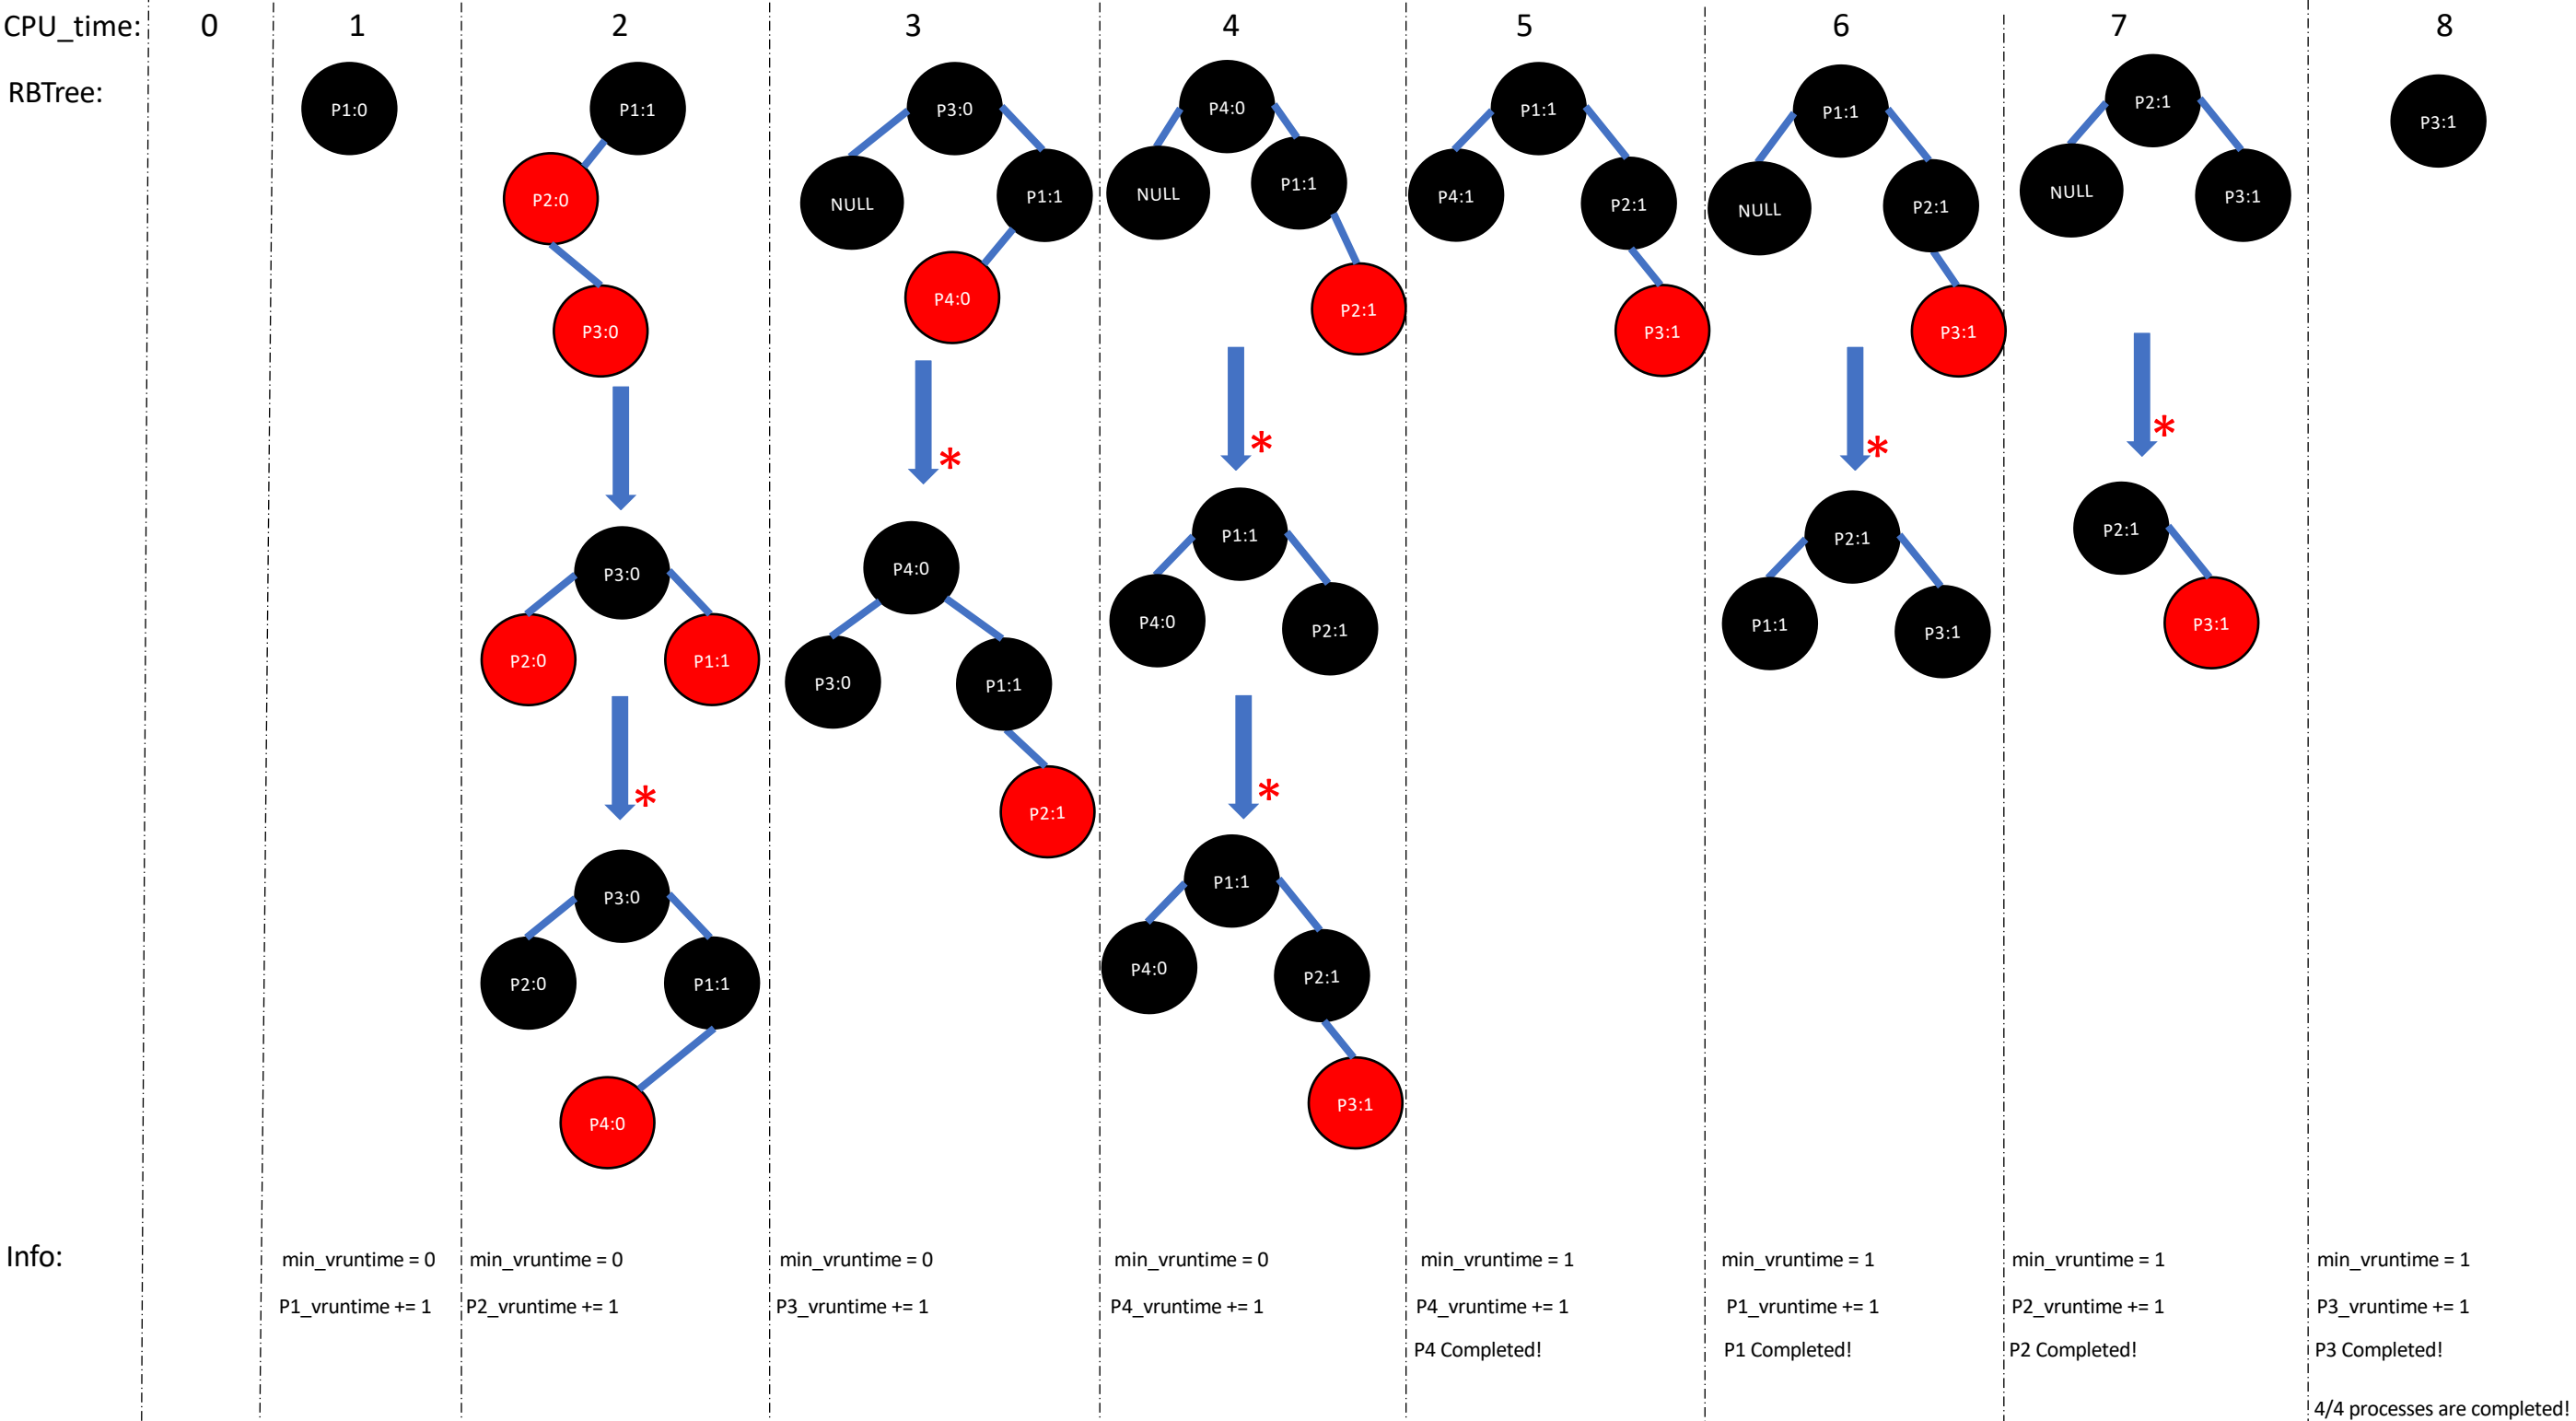 CPU_time: 0 1 2 3 4 5 6 7 8
RBTree:
P1:0
P1:1
P2:0
P3:0
P3:0
P2:0
P1:1
*
P3:0
P2:0
P1:1
P4:0
P3:0
NULL
P1:1
P4:0
*
P4:0
P3:0
P1:1
P2:1
P4:0
NULL
P1:1
P2:1
*
P1:1
P4:0
P2:1
*
P1:1
P4:0
P2:1
P3:1
P1:1
P4:1
P2:1
P3:1
P1:1
NULL
P2:1
P3:1
*
P2:1
P1:1
P3:1
P2:1
NULL
P3:1
*
P2:1
P3:1
P3:1
Info:
min_vruntime = 0
P1_vruntime += 1
min_vruntime = 0
P2_vruntime += 1
min_vruntime = 0
P3_vruntime += 1
min_vruntime = 0
P4_vruntime += 1
min_vruntime = 1
P4_vruntime += 1
P4 Completed!
min_vruntime = 1
P1_vruntime += 1
P1 Completed!
min_vruntime = 1
P2_vruntime += 1
P2 Completed!
min_vruntime = 1
P3_vruntime += 1
P3 Completed!
4/4 processes are completed!